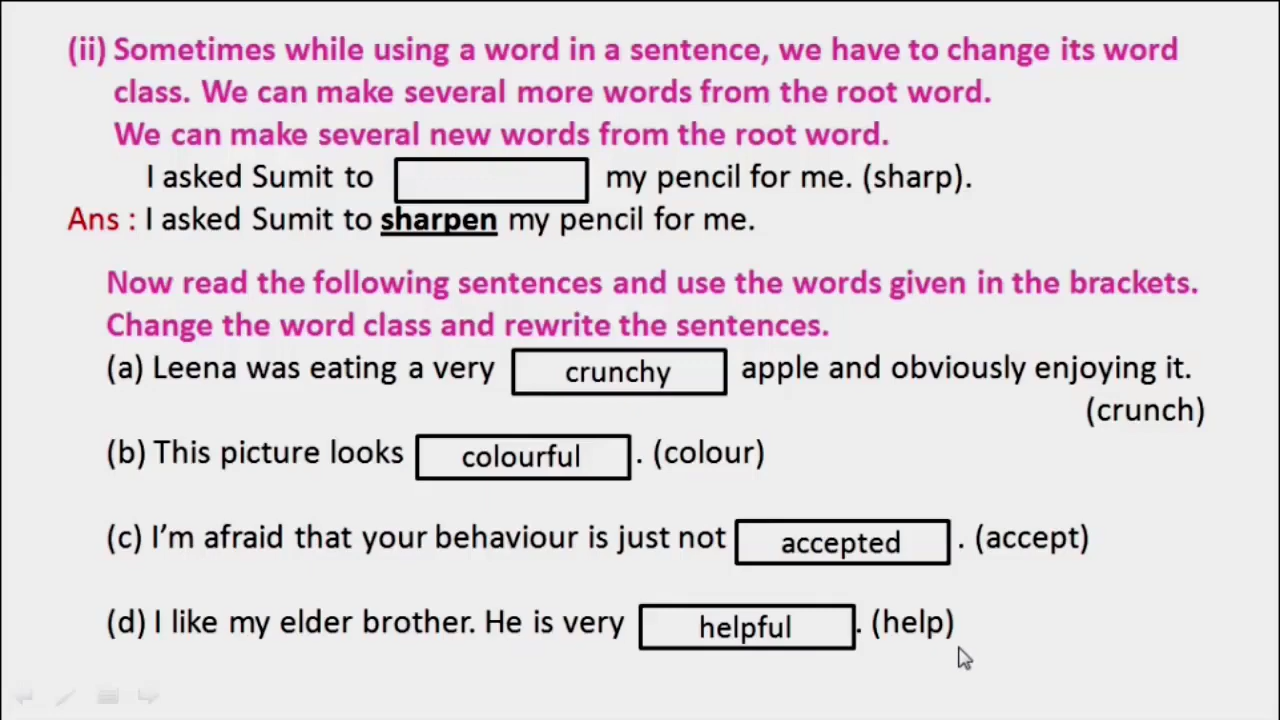 (ii) Sometimes while using a word in a sentence, we have to change its word
class. We can make several more words from the root word.
We can make several new words from the root word.
I asked Sumit to my pencil for me. (sharp).
Ans : I asked Sumit to sharpen my pencil for me.
Now read the following sentences and use the words given in the brackets.
Change the word class and rewrite the sentences.
(a) Leena was eating a very crunchy apple and obviously enjoying it.
(crunch)
(b) This picture looks colourful . (colour)
(c) I'm afraid that your behaviour is just not accepted . (accept)
(d) I like my elder brother. He is very helpful . (help)